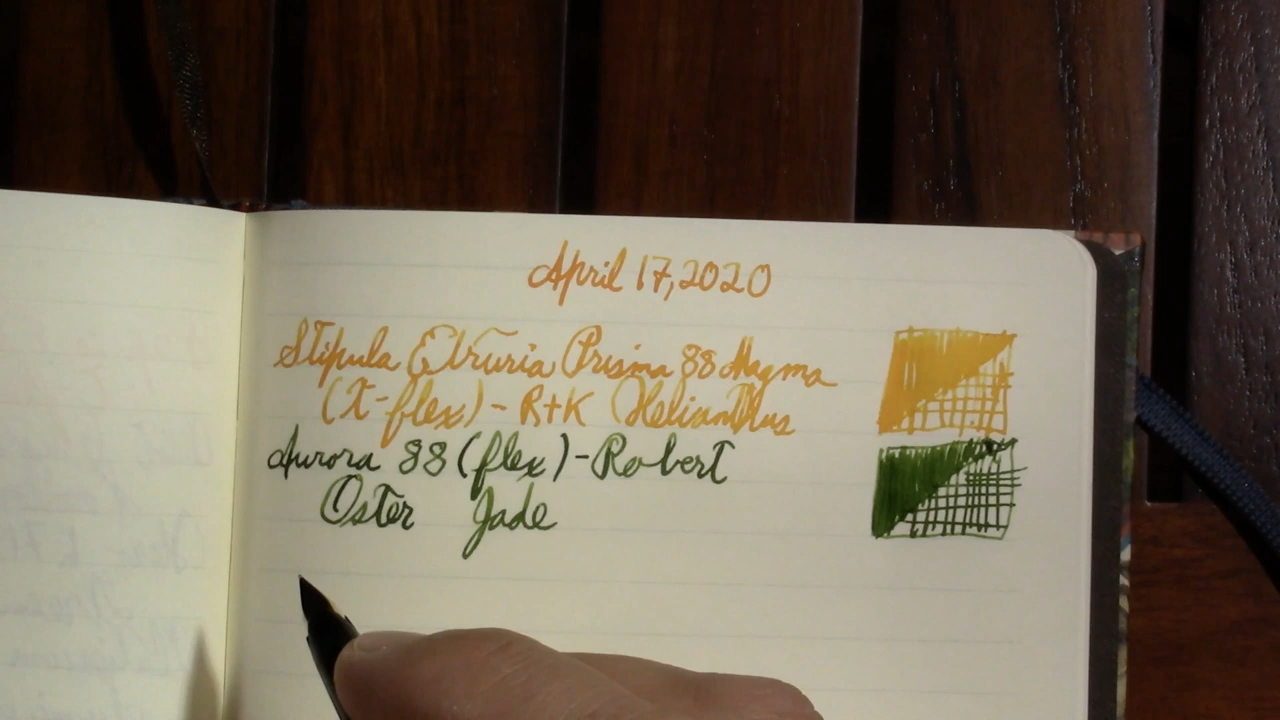 April 17, 2020
Stipula Etruria Prisma 88 Magma
(T-flex) - R+K Helianthus
Aurora 88 (flex) - Robert
Oster Jade